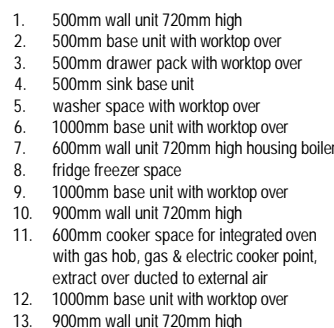 1. 500mm wall unit 720mm high
2. 500mm base unit with worktop over
3. 500mm drawer pack with worktop over
4. 500mm sink base unit
5. washer space with worktop over
6. 1000mm base unit with worktop over
7. 600mm wall unit 720mm high housing boiler
8. fridge freezer space
9. 1000mm base unit with worktop over
10. 900mm wall unit 720mm high
11. 600mm cooker space for integrated oven
with gas hob, gas & electric cooker point,
extract over ducted to external air
12. 1000mm base unit with worktop over
13. 900mm wall unit 720mm high